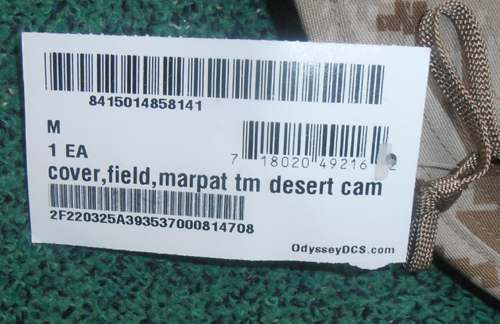 8415014858141
M
1 EA
7 18020 49216 2
cover,field,marpat tm desert cam
2F220325A393537000814708
OdysseyDCS.com